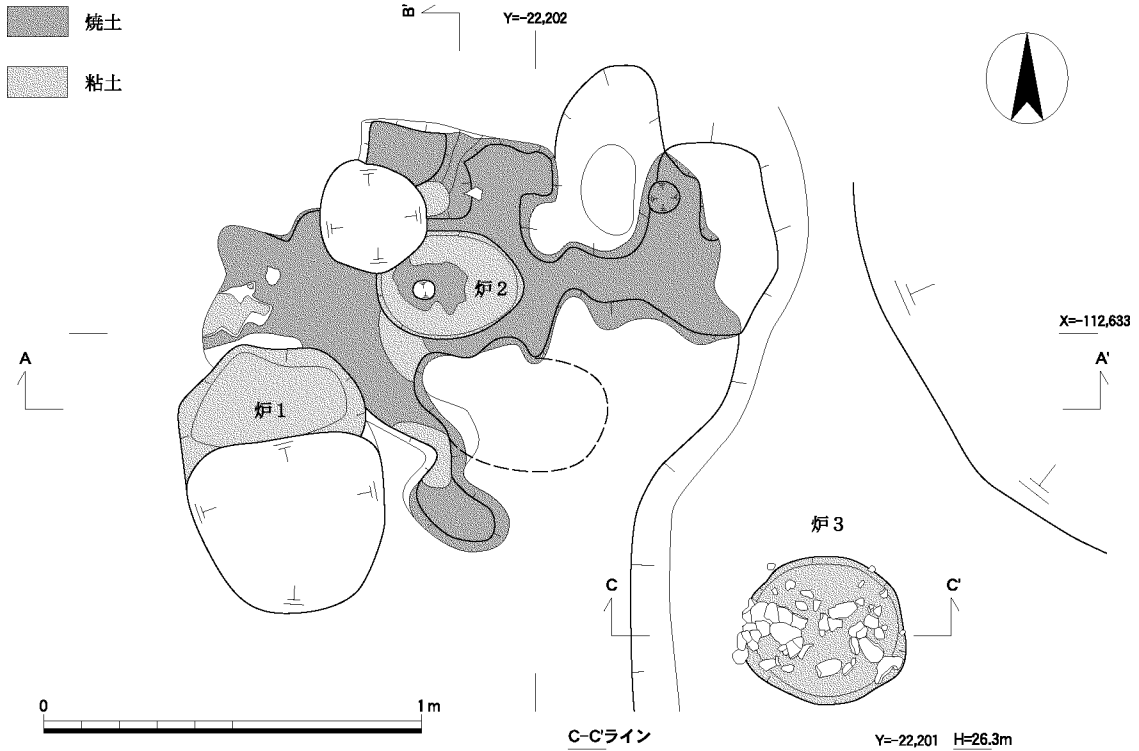 焼土
粘土
B'
Y=-22,202
炉2
X=-112,633
A
A'
炉1
炉3
C
C'
0
1m
C-C'ライン
Y=-22,201 H=26.3m